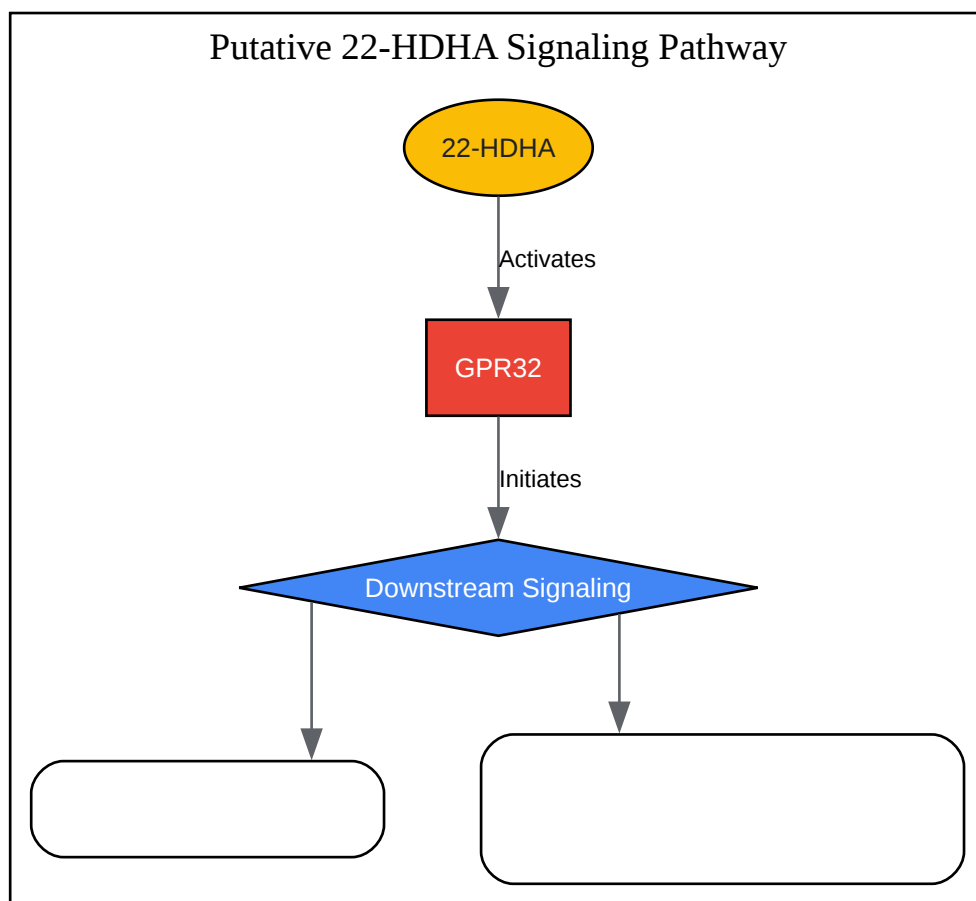 Putative 22-HDHA Signaling Pathway
22-HDHA
Activates
GPR32
Initiates
Downstream Signaling